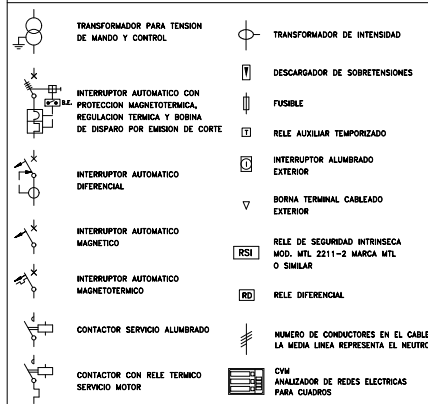 TRANSFORMADOR PARA TENSION
DE MANDO Y CONTROL
B.E.
INTERRUPTOR AUTOMATICO CON
PROTECCION MAGNETOTERMICA,
REGULACION TERMICA Y BOBINA
DE DISPARO POR EMISION DE CORTE
INTERRUPTOR AUTOMATICO
DIFERENCIAL
INTERRUPTOR AUTOMATICO
MAGNETICO
INTERRUPTOR AUTOMATICO
MAGNETOTERMICO
CONTACTOR SERVICIO ALUMBRADO
CONTACTOR CON RELE TERMICO
SERVICIO MOTOR
TRANSFORMADOR DE INTENSIDAD
DESCARGADOR DE SOBRETENSIONES
FUSIBLE
T RELE AUXILIAR TEMPORIZADO
INTERRUPTOR ALUMBRADO
EXTERIOR
BORNA TERMINAL CABLEADO
EXTERIOR
RSI
RELE DE SEGURIDAD INTRINSECA
MOD. MTL 2211-2 MARCA MTL
O SIMILAR
RD RELE DIFERENCIAL
NUMERO DE CONDUCTORES EN EL CABLE
LA MEDIA LINEA REPRESENTA EL NEUTRO
CVM
ANALIZADOR DE REDES ELECTRICAS
PARA CUADROS